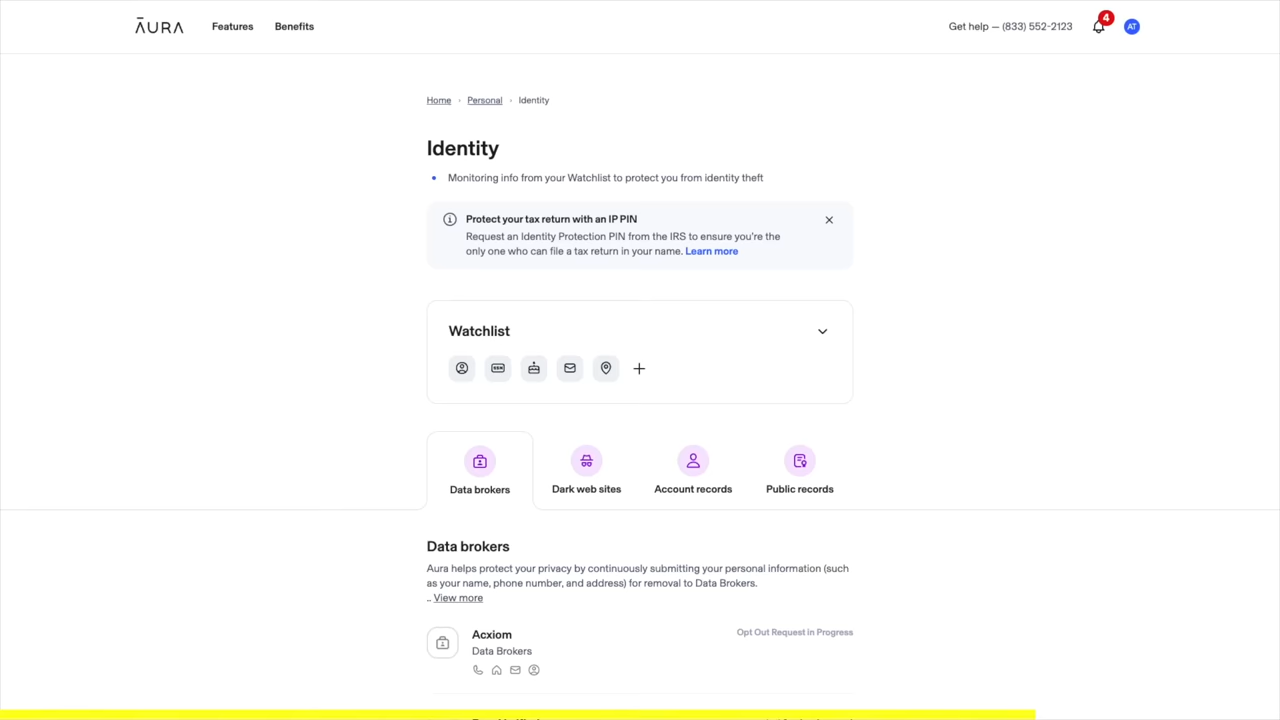 ĀURA
Features
Benefits
Get help — (833) 552-2123
4
AT
Home · Personal · Identity
Identity
• Monitoring info from your Watchlist to protect you from identity theft
Protect your tax return with an IP PIN
Request an Identity Protection PIN from the IRS to ensure you're the
only one who can file a tax return in your name. Learn more
Watchlist
Data brokers
Dark web sites
Account records
Public records
Data brokers
Aura helps protect your privacy by continuously submitting your personal information (such
as your name, phone number, and address) for removal to Data Brokers.
.. View more
Acxiom
Opt Out Request in Progress
Data Brokers